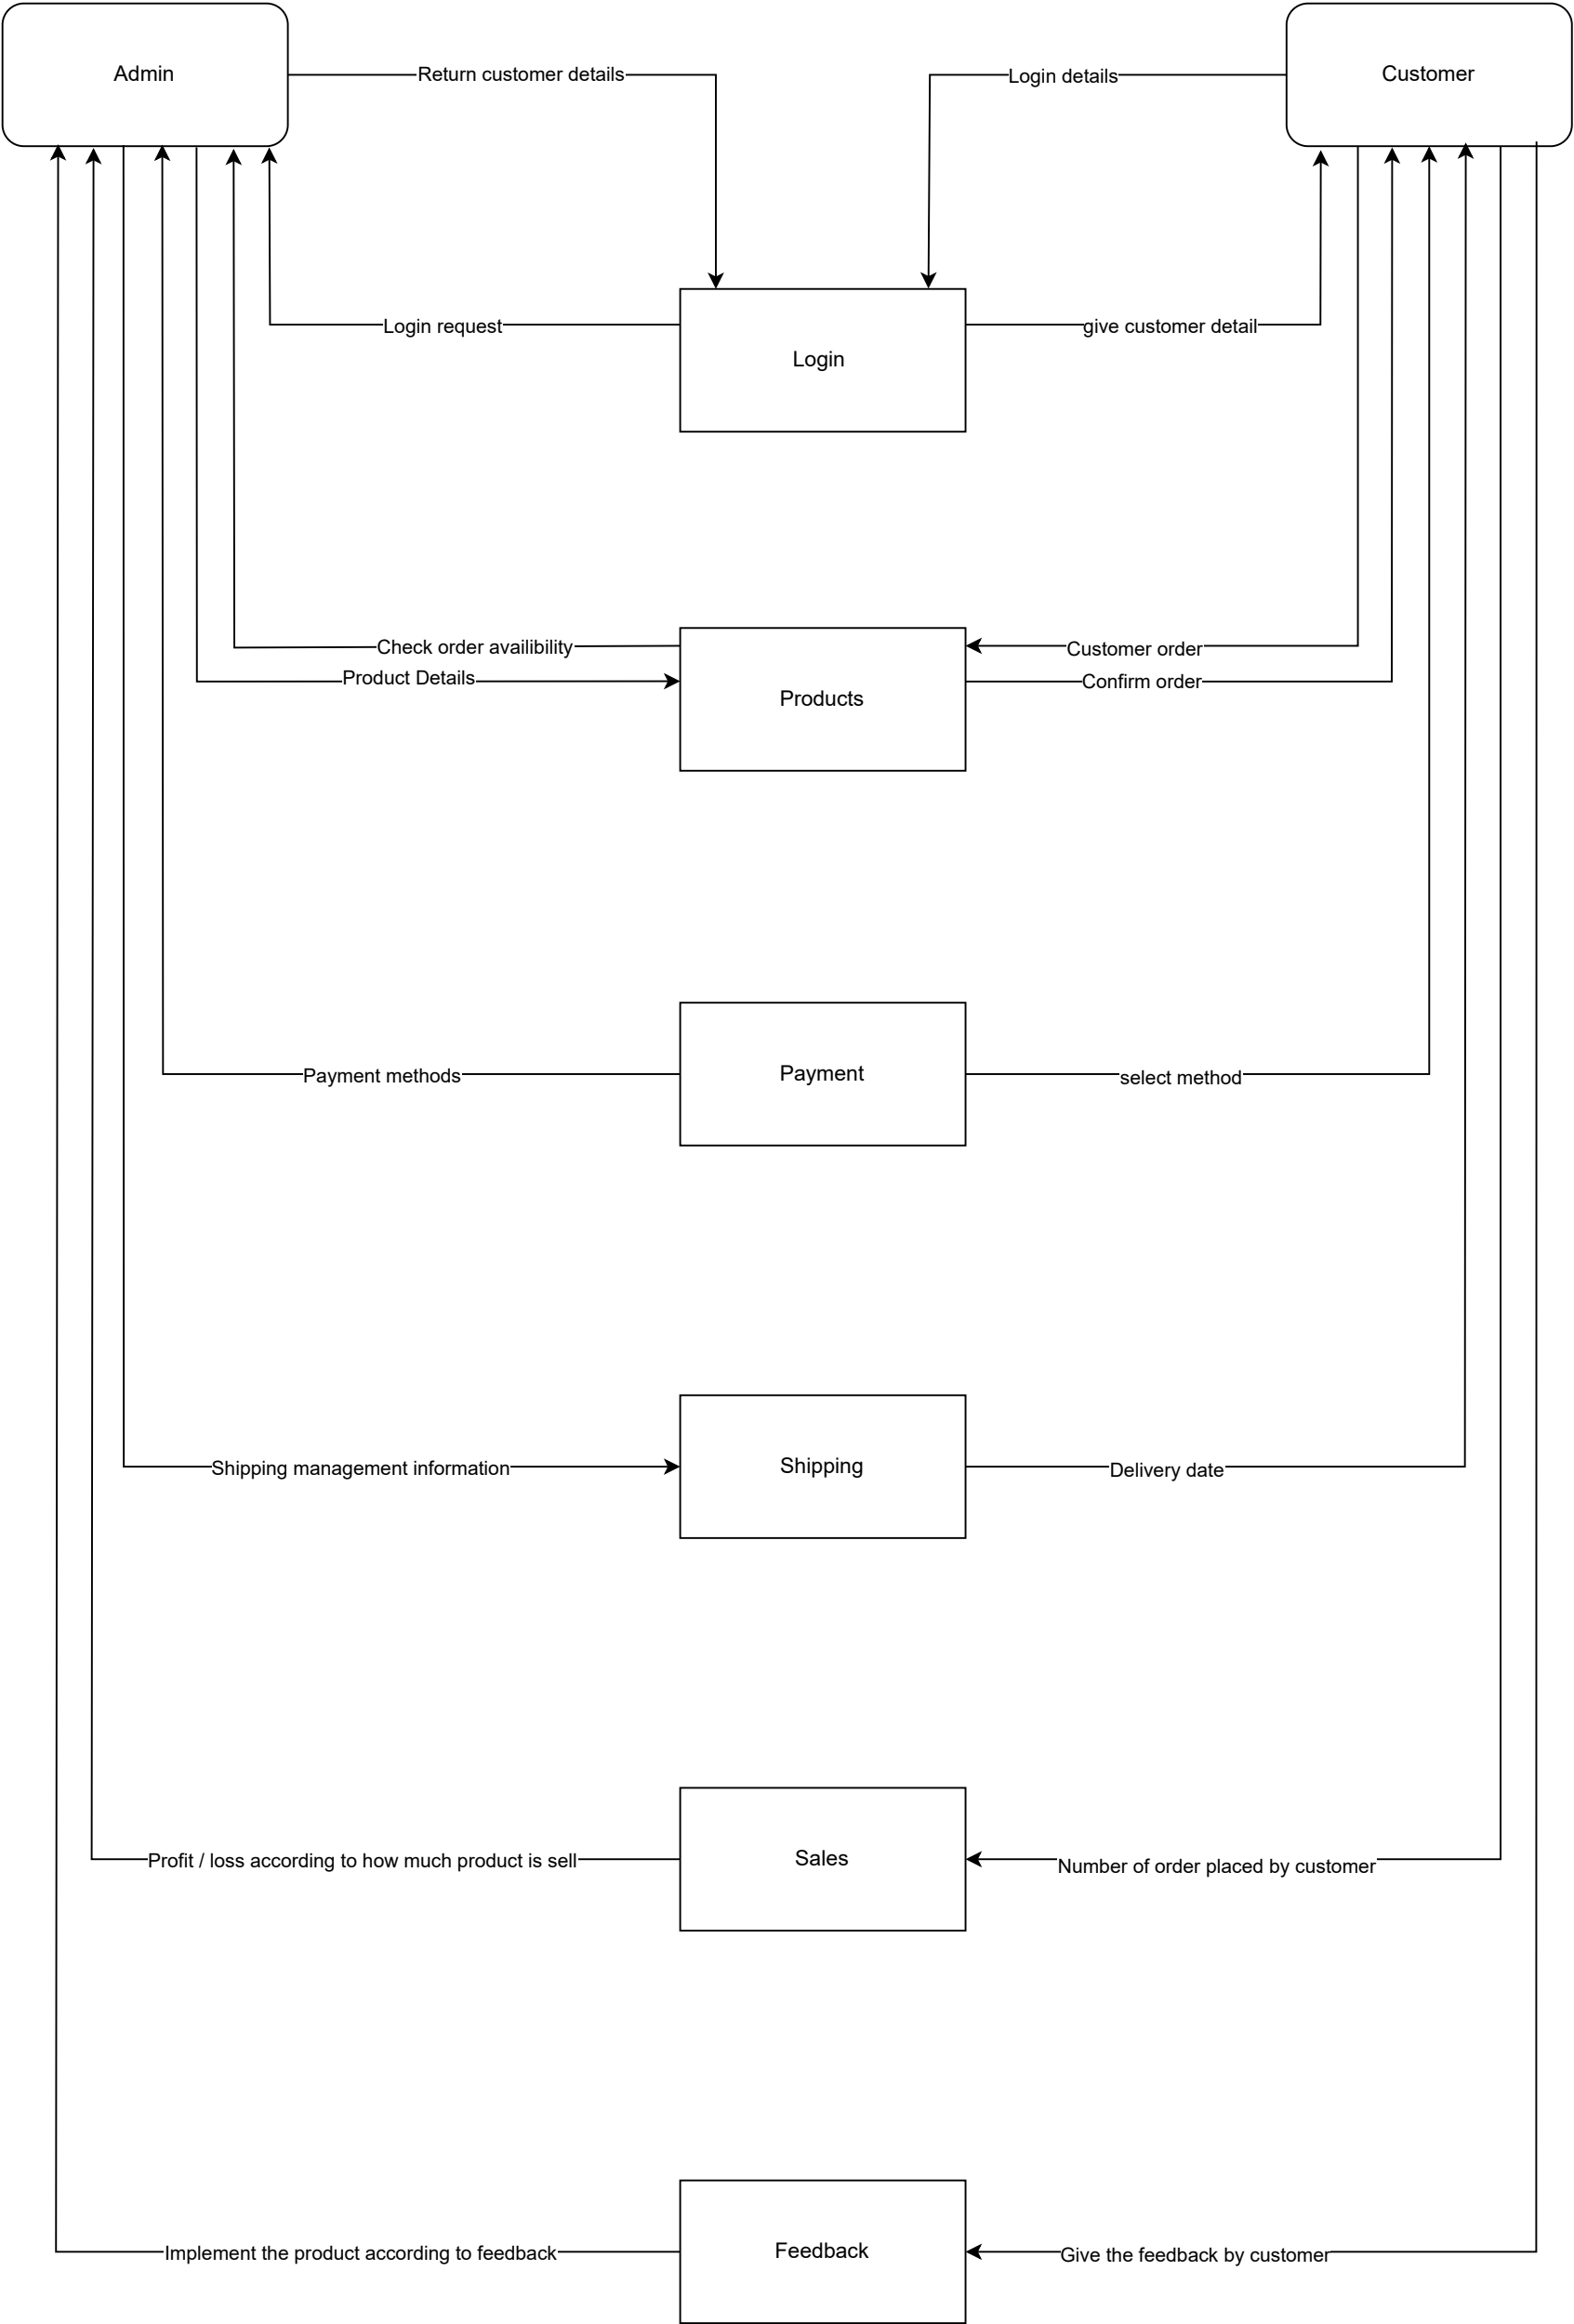 Admin
Return customer details
Login details
Customer
Login request
give customer detail
Login
Check order availibility
Customer order
Product Details
Confirm order
Products
Payment methods
Payment
select method
Shipping management information
Shipping
Delivery date
Profit / loss according to how much product is sell
Sales
Number of order placed by customer
Implement the product according to feedback
Feedback
Give the feedback by customer